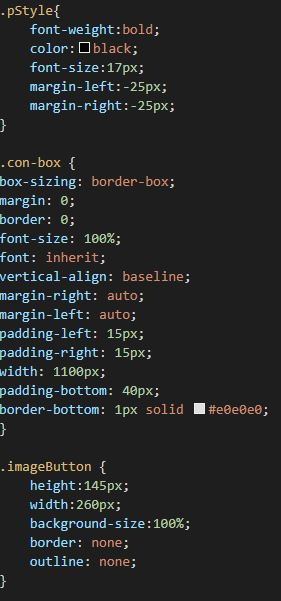 .pStyle{
    font-weight:bold;
    color:black;
    font-size:17px;
    margin-left:-25px;
    margin-right:-25px;
}

.con-box {
box-sizing: border-box;
margin: 0;
border: 0;
font-size: 100%;
font: inherit;
vertical-align: baseline;
margin-right: auto;
margin-left: auto;
padding-left: 15px;
padding-right: 15px;
width: 1100px;
padding-bottom: 40px;
border-bottom: 1px solid #e0e0e0;
}

.imageButton {
    height:145px;
    width:260px;
    background-size:100%;
    border: none;
    outline: none;
}